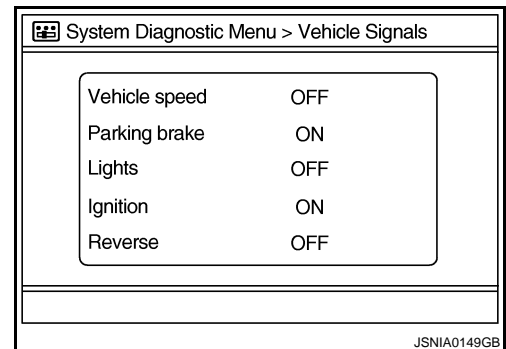 System Diagnostic Menu > Vehicle Signals
Vehicle speed OFF
Parking brake ON
Lights OFF
Ignition ON
Reverse OFF
JSNIA0149GB